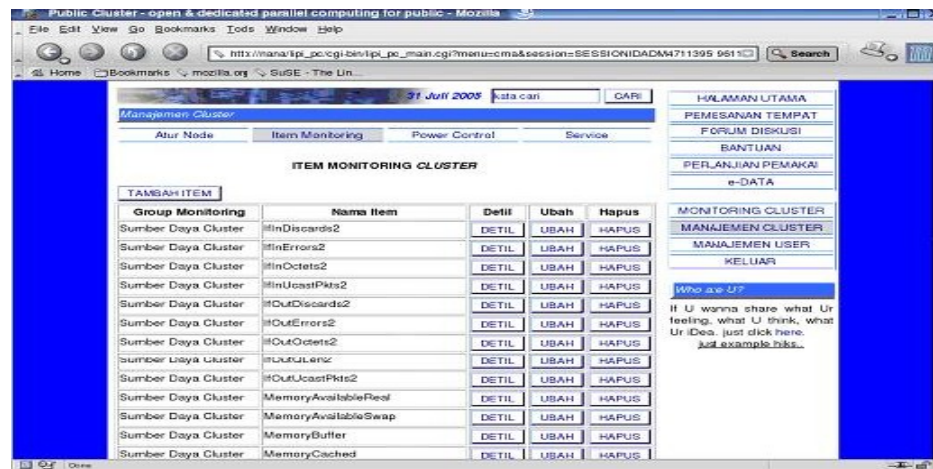 Public Cluster - open & dedicated parallel computing for public - Mozilla
File Edit View Go Bookmarks Tools Window Help
Search
Home Bookmarks mozilla.org SuSE - The Lin...
31 Juli 2005 kata cari CARI
Manajemen Cluster
Atur Node Item Monitoring Power Control Service
ITEM MONITORING CLUSTER
TAMBAH ITEM
Group Monitoring Nama Item Detil Ubah Hapus
Sumber Daya Cluster IfInDiscards2 DETIL UBAH HAPUS
Sumber Daya Cluster IfInErrors2 DETIL UBAH HAPUS
Sumber Daya Cluster IfInOctets2 DETIL UBAH HAPUS
Sumber Daya Cluster IfInUcastPkts2 DETIL UBAH HAPUS
Sumber Daya Cluster IfOutDiscards2 DETIL UBAH HAPUS
Sumber Daya Cluster IfOutErrors2 DETIL UBAH HAPUS
Sumber Daya Cluster IfOutOctets2 DETIL UBAH HAPUS
Sumber Daya Cluster IfOutQLen2 DETIL UBAH HAPUS
Sumber Daya Cluster IfOutUcastPkts2 DETIL UBAH HAPUS
Sumber Daya Cluster MemoryAvailableReal DETIL UBAH HAPUS
Sumber Daya Cluster MemoryAvailableSwap DETIL UBAH HAPUS
Sumber Daya Cluster MemoryBuffer DETIL UBAH HAPUS
Sumber Daya Cluster MemoryCached DETIL UBAH HAPUS
HALAMAN UTAMA
PEMESANAN TEMPAT
FORUM DISKUSI
BANTUAN
PERJANJIAN PEMAKAI
e-DATA
MONITORING CLUSTER
MANAJEMEN CLUSTER
MANAJEMEN USER
KELUAR
Who are U?
If U wanna share what Ur
feeling, what U think, what
Ur iDea. just click here.
just example hiks..
Done